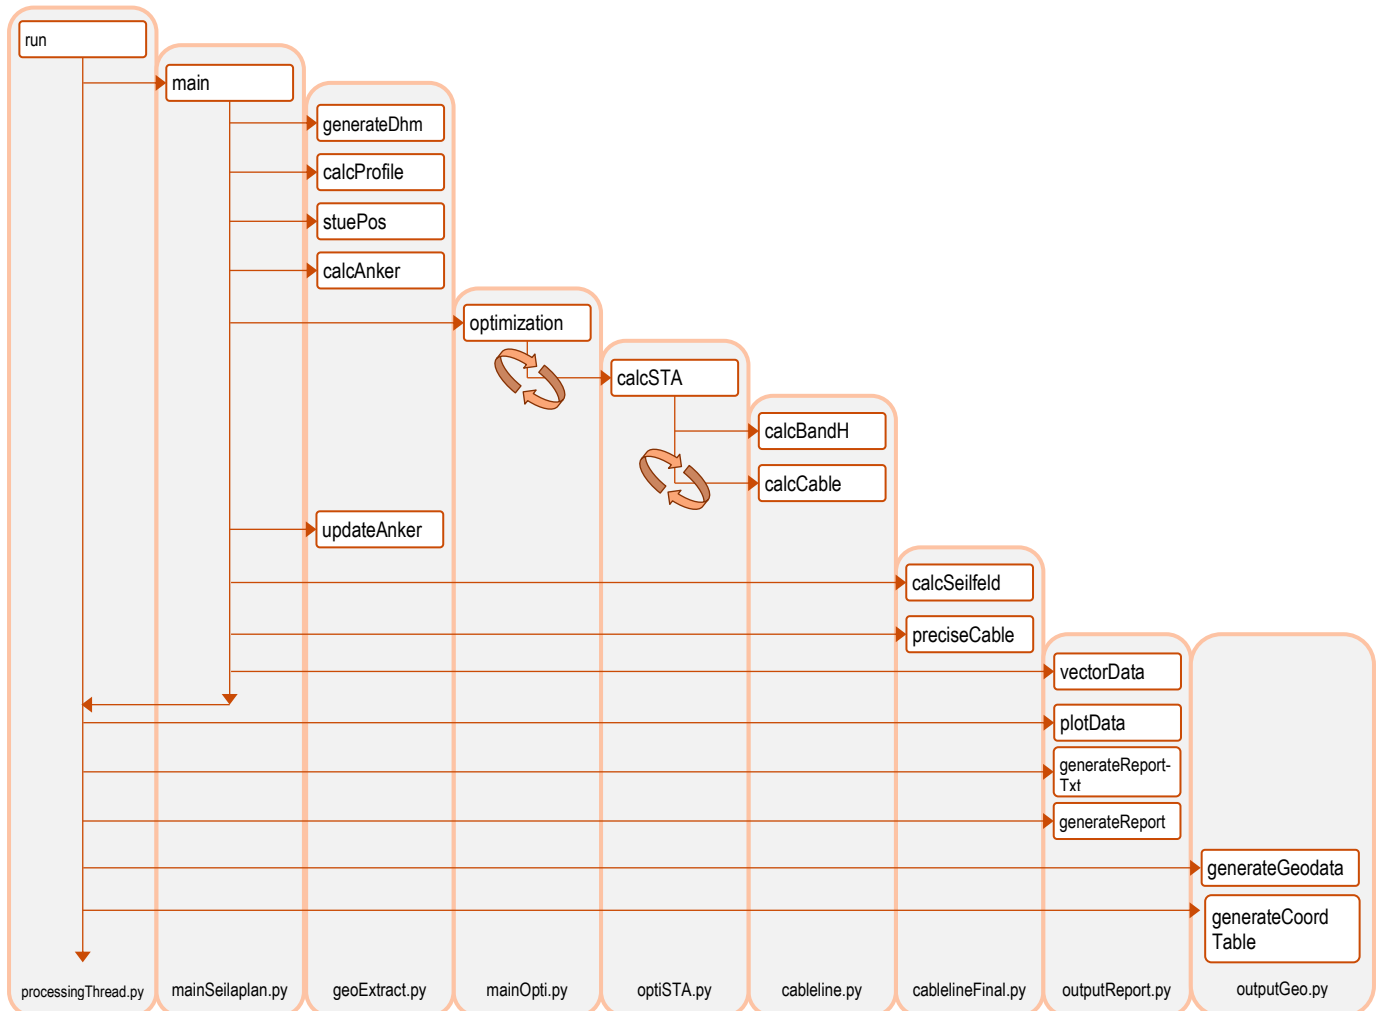 run
main
generateDhm
calcProfile
stuePos
calcAnker
optimization
calcSTA
calcBandH
calcCable
updateAnker
calcSeilfeld
preciseCable
vectorData
plotData
generateReport-
Txt
generateReport
generateGeodata
generateCoord
Table
processingThread.py
mainSeilaplan.py
geoExtract.py
mainOpti.py
optiSTA.py
cableline.py
cablelineFinal.py
outputReport.py
outputGeo.py